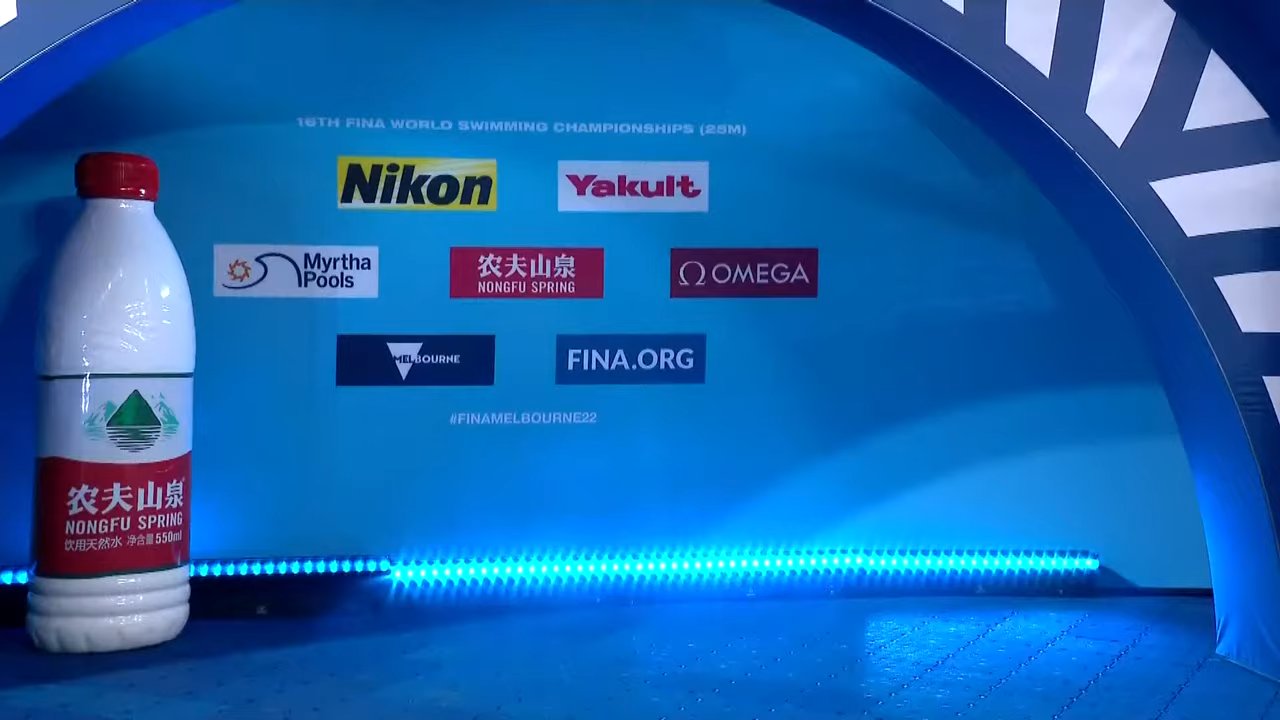 16TH FINA WORLD SWIMMING CHAMPIONSHIPS (25M)
Nikon
Yakult
Myrtha
Pools
农夫山泉
NONGFU SPRING
OMEGA
MELBOURNE
FINA.ORG
#FINAMELBOURNE22
农夫山泉
NONGFU SPRING
饮用天然水 净含量550ml